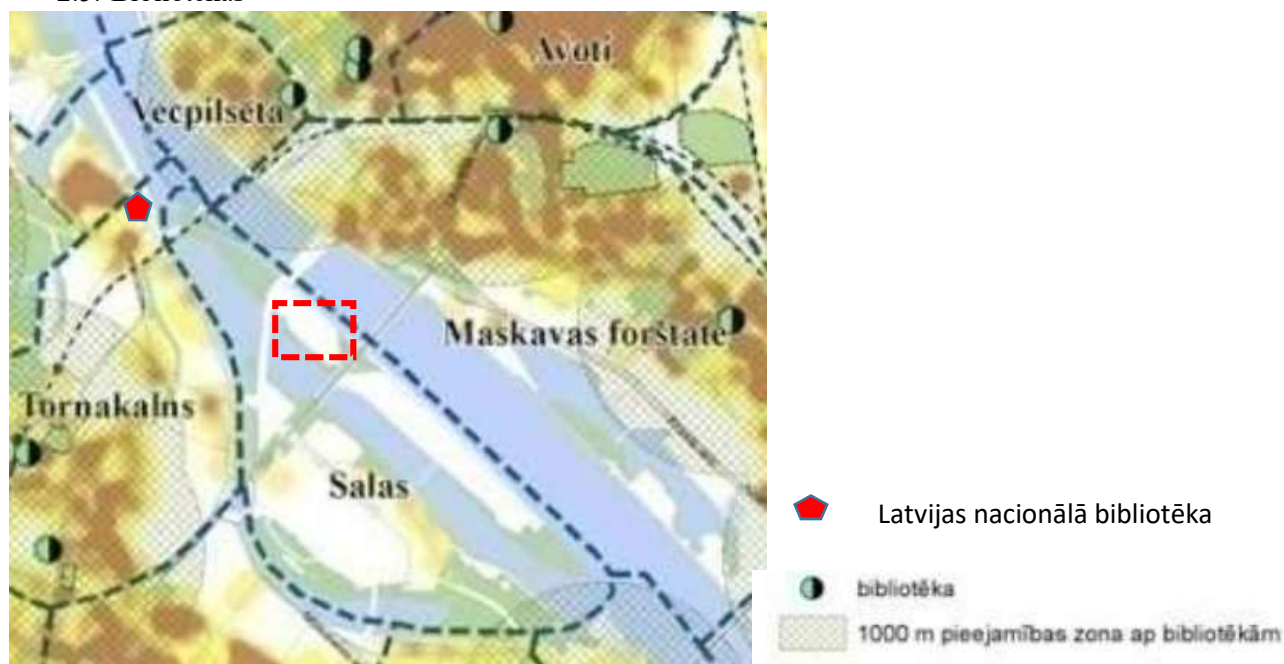 Avoti
Vecpilsēta
Maskavas forštate
Torņakalns
Salas
Latvijas nacionālā bibliotēka
bibliotēka
1000 m pieejamības zona ap bibliotēkām